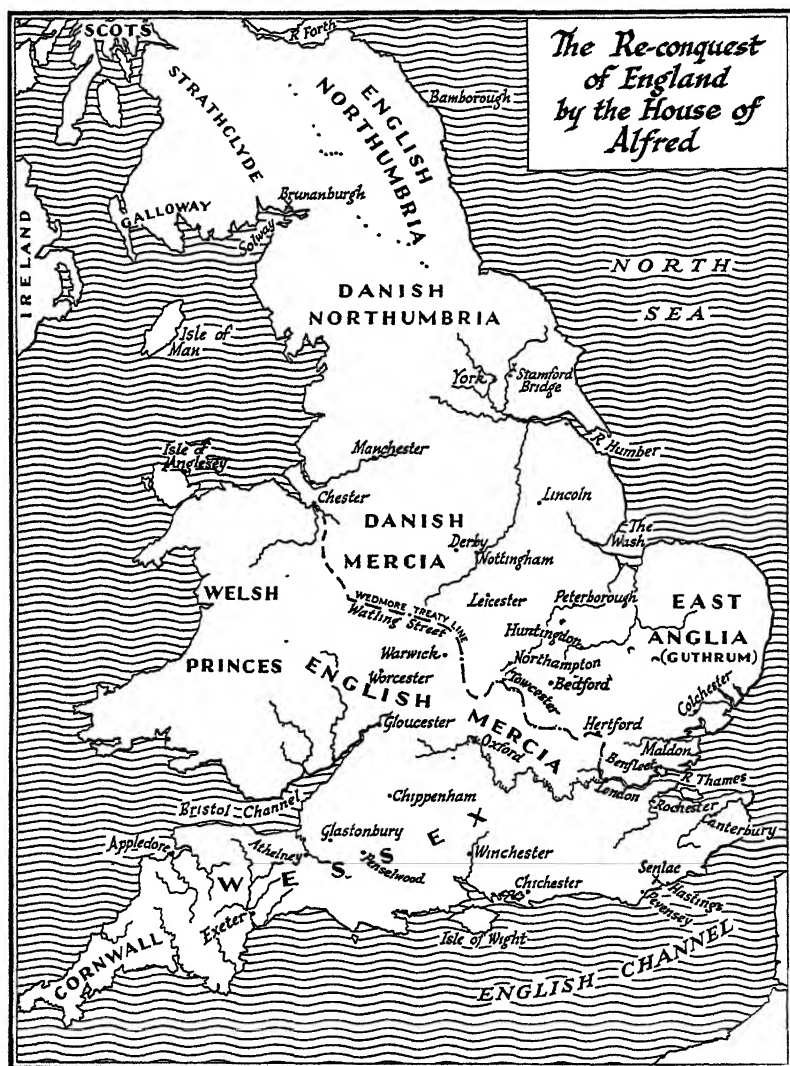 The Re-conquest
of England
by the House of
Alfred
SCOTS
R Forth
STRATHCLYDE
ENGLISH
NORTHUMBRIA
Bamborough
IRELAND
GALLOWAY
Solway
Brunanburgh
NORTH
SEA
DANISH
NORTHUMBRIA
Isle of
Man
York
Stamford
Bridge
R Humber
Isle of
Anglesey
Manchester
Chester
Lincoln
DANISH
MERCIA
Derby
Wottingham
The
Wash
WELSH
PRINCES
WEDMORE TREATY LINE
Watling Street
Leicester
Peterborough
EAST
ANGLIA
(GUTHRUM)
Huntingdon
Warwick
Northampton
Worcester
Towcester
Bedford
ENGLISH
MERCIA
Colchester
Gloucester
Hertford
Oxford
Maldon
Benfleet
R Thames
London
Rochester
Canterbury
Bristol Channel
Chippenham
Appledore
Athelney
Glastonbury
Penselwood
Winchester
WESSEX
Senlac
Hastings
Pevensey
Chichester
Exeter
Isle of Wight
CORNWALL
ENGLISH CHANNEL